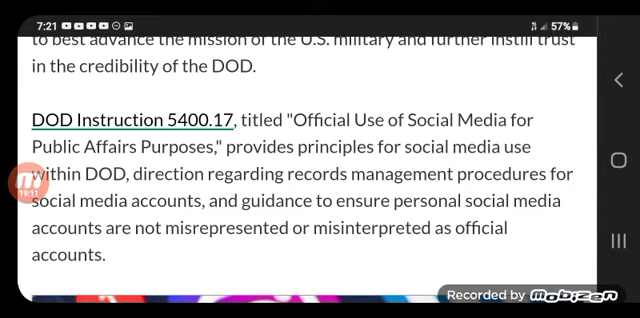 7:21 57%
to best advance the mission of the U.S. military and further instill trust
in the credibility of the DOD.
DOD Instruction 5400.17, titled "Official Use of Social Media for
Public Affairs Purposes," provides principles for social media use
within DOD, direction regarding records management procedures for
19:11
social media accounts, and guidance to ensure personal social media
accounts are not misrepresented or misinterpreted as official
accounts.
Recorded by Mobizen